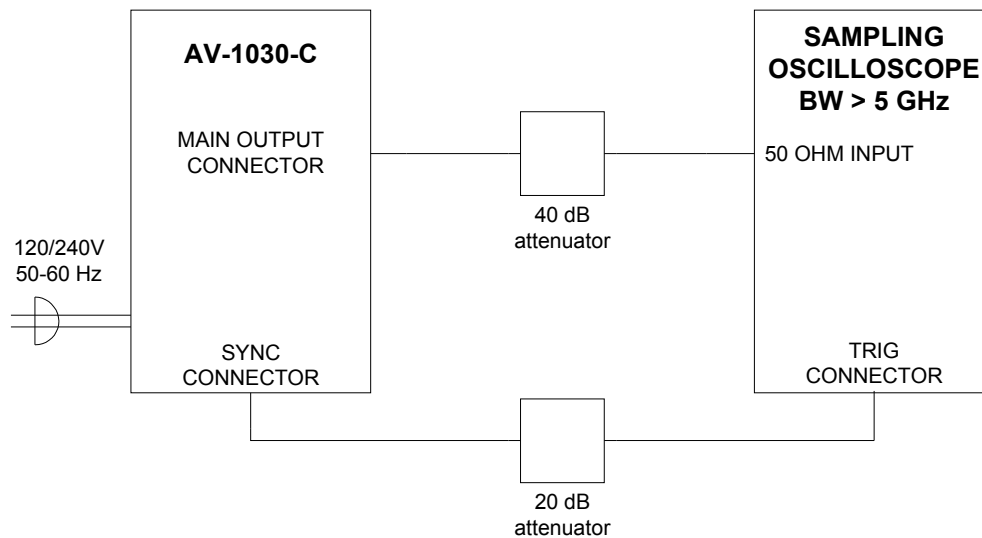 AV-1030-C
MAIN OUTPUT
CONNECTOR
120/240V
50-60 Hz
SYNC
CONNECTOR
40 dB
attenuator
20 dB
attenuator
SAMPLING
OSCILLOSCOPE
BW > 5 GHz
50 OHM INPUT
TRIG
CONNECTOR